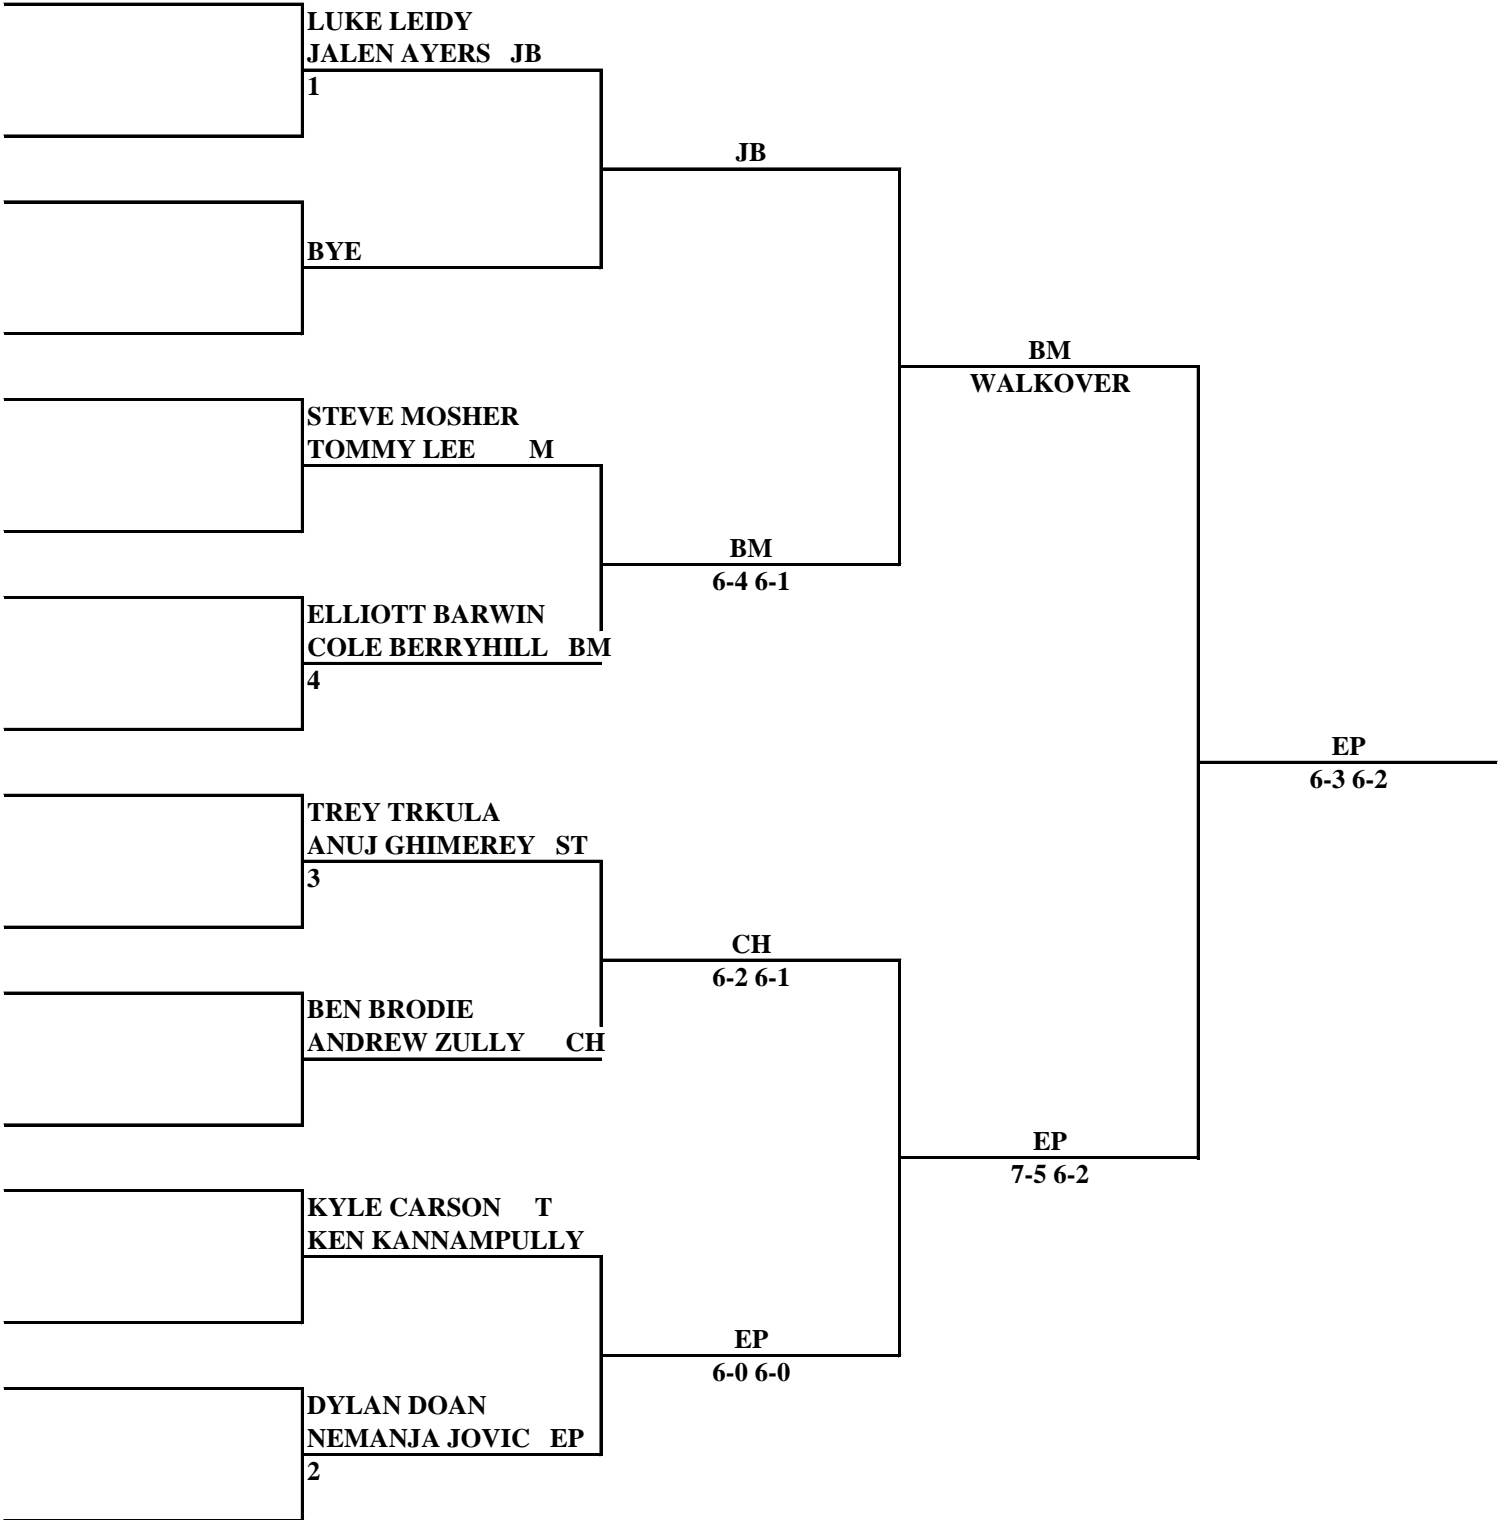 LUKE LEIDY
JALEN AYERS JB
1
JB
BYE
BM
WALKOVER
STEVE MOSHER
TOMMY LEE M
BM
6-4 6-1
ELLIOTT BARWIN
COLE BERRYHILL BM
4
EP
6-3 6-2
TREY TRKULA
ANUJ GHIMEREY ST
3
CH
6-2 6-1
BEN BRODIE
ANDREW ZULLY CH
EP
7-5 6-2
KYLE CARSON T
KEN KANNAMPULLY
EP
6-0 6-0
DYLAN DOAN
NEMANJA JOVIC EP
2